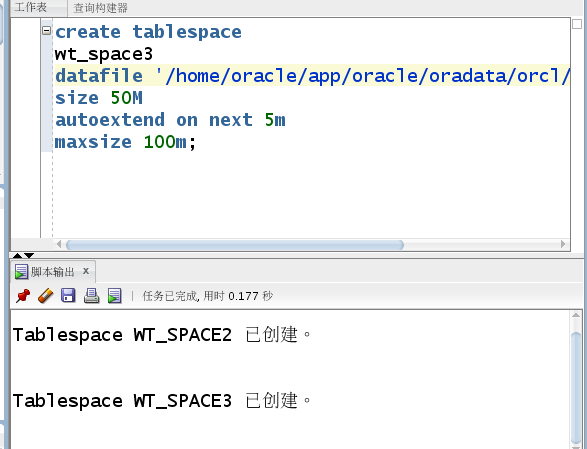 工作表 查询构建器
create tablespace
wt_space3
datafile '/home/oracle/app/oracle/oradata/orcl/
size 50M
autoextend on next 5m
maxsize 100m;
脚本输出 x
任务已完成, 用时 0.177 秒
Tablespace WT_SPACE2 已创建。
Tablespace WT_SPACE3 已创建。